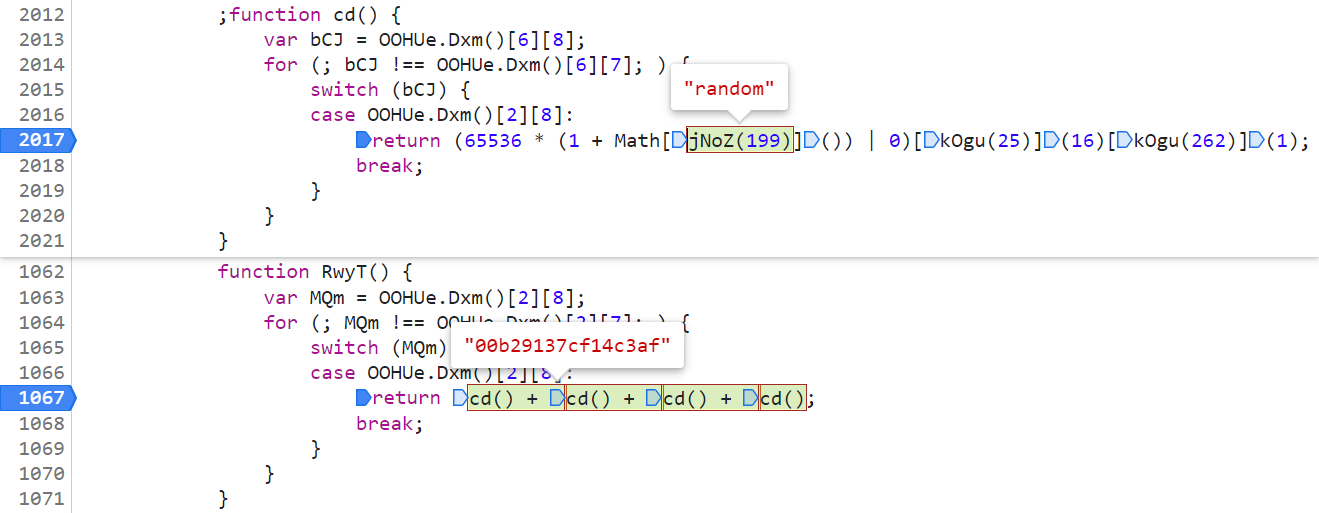 2012 ;function cd() {
2013 var bCJ = OOHUe.Dxm()[6][8];
2014 for (; bCJ !== OOHUe.Dxm()[6][7]; ) {
2015 switch (bCJ) {
"random"
2016 case OOHUe.Dxm()[2][8]:
2017 return (65536 * (1 + Math[jNoZ(199)]()) | 0)[kOgu(25)](16)[kOgu(262)](1);
2018 break;
2019 }
2020 }
2021 }
1062 function RwyT() {
1063 var MQm = OOHUe.Dxm()[2][8];
1064 for (; MQm !== OOHUe.Dxm()[2][7]; ) {
1065 switch (MQm)
"00b29137cf14c3af"
1066 case OOHUe.Dxm()[2][8]:
1067 return cd() + cd() + cd() + cd();
1068 break;
1069 }
1070 }
1071 }